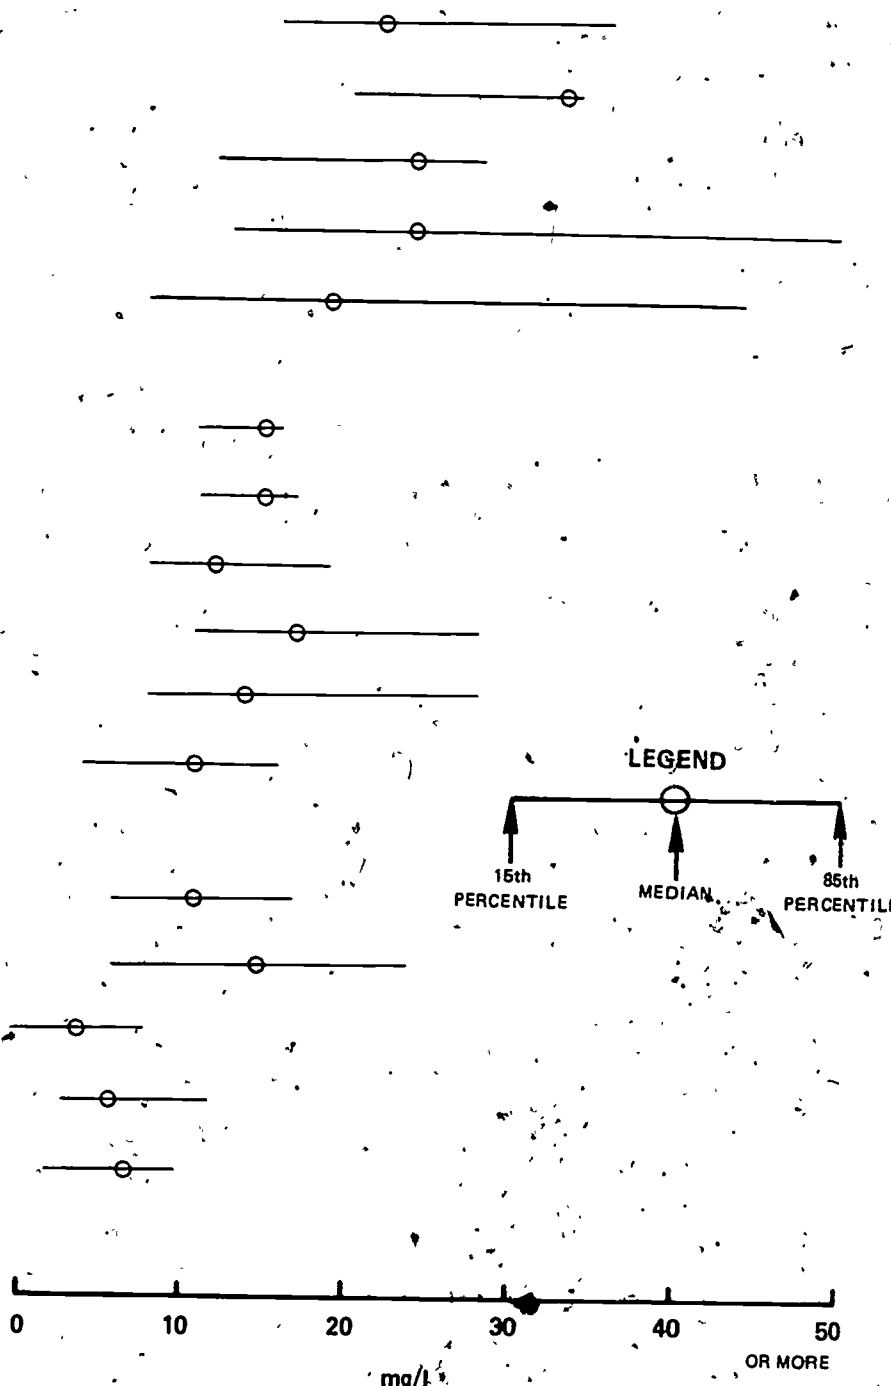 LEGEND
15th
PERCENTILE
MEDIAN
85th
PERCENTILE
0 10 20 30 40 50
OR MORE
mg/L